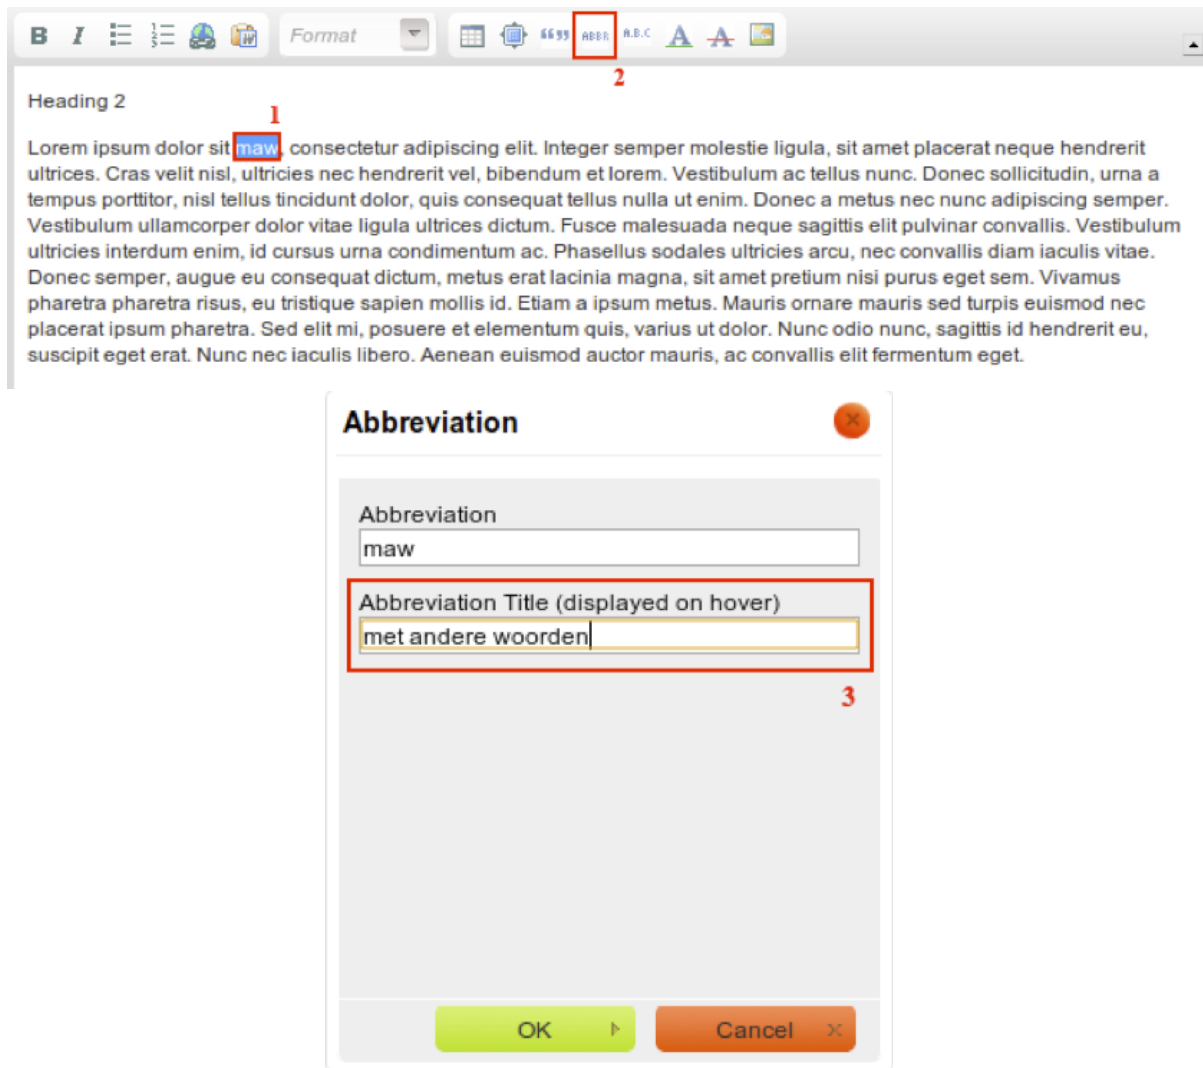 B I Format ““”” ABBR A.B.C A A
2
Heading 2
1
Lorem ipsum dolor sit maw, consectetur adipiscing elit. Integer semper molestie ligula, sit amet placerat neque hendrerit
ultrices. Cras velit nisl, ultricies nec hendrerit vel, bibendum et lorem. Vestibulum ac tellus nunc. Donec sollicitudin, urna a
tempus porttitor, nisl tellus tincidunt dolor, quis consequat tellus nulla ut enim. Donec a metus nec nunc adipiscing semper.
Vestibulum ullamcorper dolor vitae ligula ultrices dictum. Fusce malesuada neque sagittis elit pulvinar convallis. Vestibulum
ultricies interdum enim, id cursus urna condimentum ac. Phasellus sodales ultricies arcu, nec convallis diam iaculis vitae.
Donec semper, augue eu consequat dictum, metus erat lacinia magna, sit amet pretium nisi purus eget sem. Vivamus
pharetra pharetra risus, eu tristique sapien mollis id. Etiam a ipsum metus. Mauris ornare mauris sed turpis euismod nec
placerat ipsum pharetra. Sed elit mi, posuere et elementum quis, varius ut dolor. Nunc odio nunc, sagittis id hendrerit eu,
suscipit eget erat. Nunc nec iaculis libero. Aenean euismod auctor mauris, ac convallis elit fermentum eget.
Abbreviation
Abbreviation
maw
Abbreviation Title (displayed on hover)
met andere woorden
3
OK Cancel